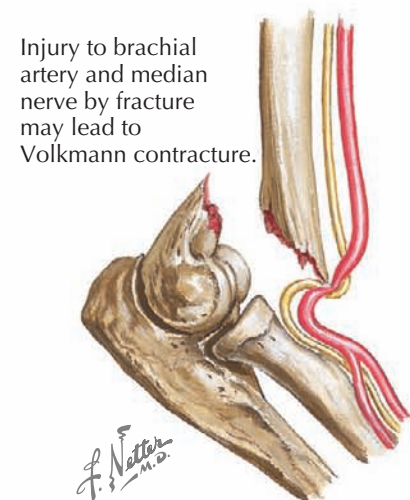 Injury to brachial
artery and median
nerve by fracture
may lead to
Volkmann contracture.
F. Netter
M.D.